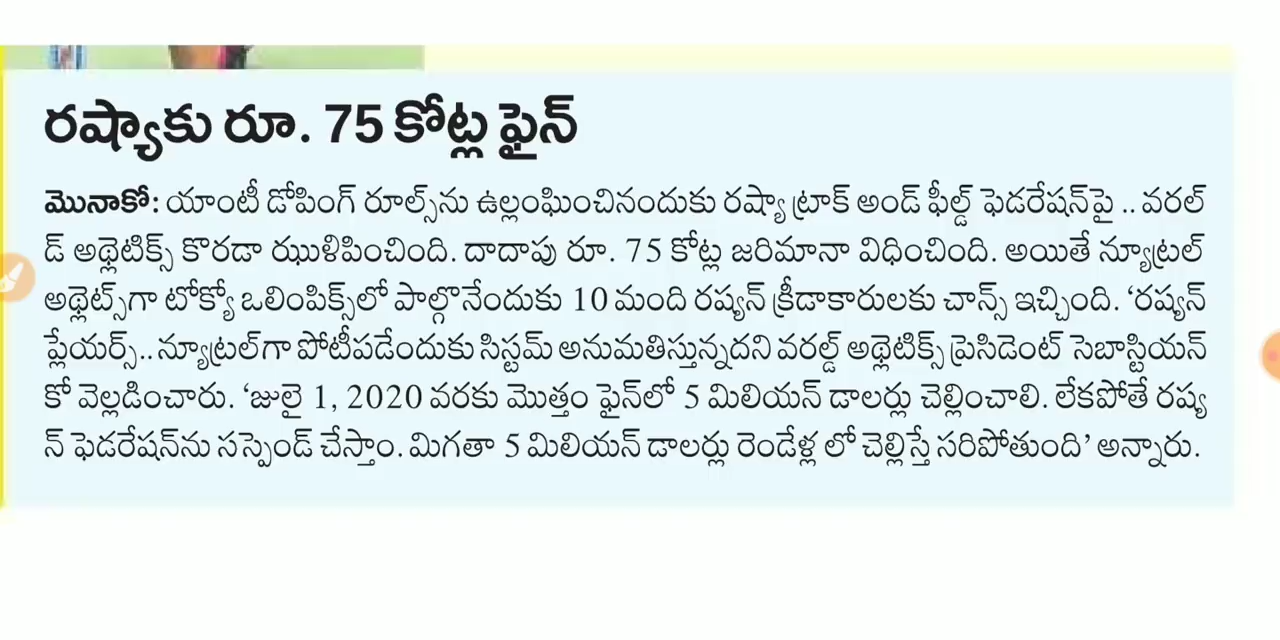 రష్యాకు రూ. 75 కోట్ల ఫైన్
మొనాకో: యాంటీ డోపింగ్ రూల్స్‌ను ఉల్లంఘించినందుకు రష్యా ట్రాక్ అండ్ ఫీల్డ్ ఫెడరేషన్‌పై .. వరల్
డ్ అథ్లెటిక్స్ కొరడా ఝుళిపించింది. దాదాపు రూ. 75 కోట్ల జరిమానా విధించింది. అయితే న్యూట్రల్
అథ్లెట్స్‌గా టోక్యో ఒలింపిక్స్‌లో పాల్గొనేందుకు 10 మంది రష్యన్ క్రీడాకారులకు చాన్స్ ఇచ్చింది. ‘రష్యన్
ప్లేయర్స్.. న్యూట్రల్‌గా పోటీపడేందుకు సిస్టమ్ అనుమతిస్తున్నదని వరల్డ్ అథ్లెటిక్స్ ప్రెసిడెంట్ సెబాస్టియన్
కో వెల్లడించారు. ‘జులై 1, 2020 వరకు మొత్తం ఫైన్‌లో 5 మిలియన్ డాలర్లు చెల్లించాలి. లేకపోతే రష్య
న్ ఫెడరేషన్‌ను సస్పెండ్ చేస్తాం. మిగతా 5 మిలియన్ డాలర్లు రెండేళ్ల లో చెల్లిస్తే సరిపోతుంది’ అన్నారు.